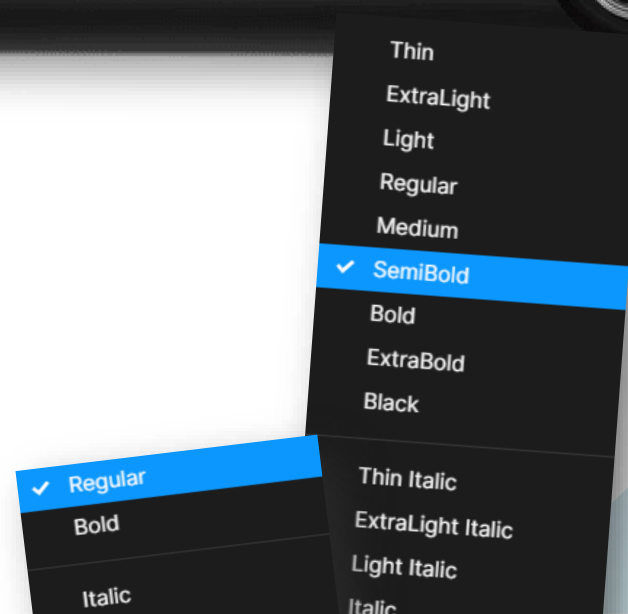 Thin
ExtraLight
Light
Regular
Medium
SemiBold
Bold
ExtraBold
Black
Thin Italic
ExtraLight Italic
Light Italic
Italic
Regular
Bold
Italic